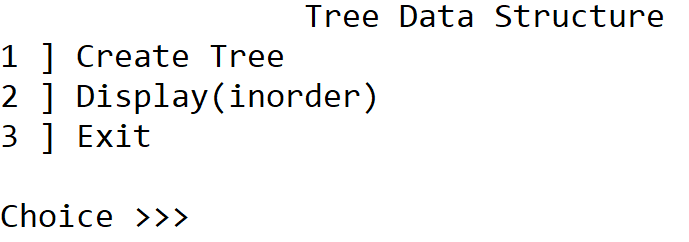 Tree Data Structure
1 ] Create Tree
2 ] Display(inorder)
3 ] Exit
Choice >>>